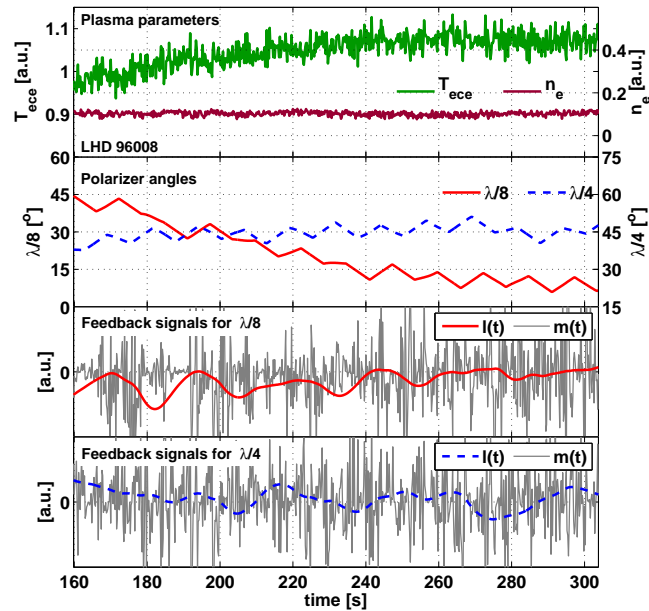 Plasma parameters
1.1
1
0.9
T_ece [a.u.]
0.4
0.2
0
n_e [a.u.]
T_ece
n_e
LHD 96008
60
45
30
15
0
λ/8 [°]
Polarizer angles
λ/8
λ/4
75
60
45
30
15
λ/4 [°]
Feedback signals for λ/8
l(t)
m(t)
0
[a.u.]
Feedback signals for λ/4
l(t)
m(t)
0
[a.u.]
160 180 200 220 240 260 280 300
time [s]